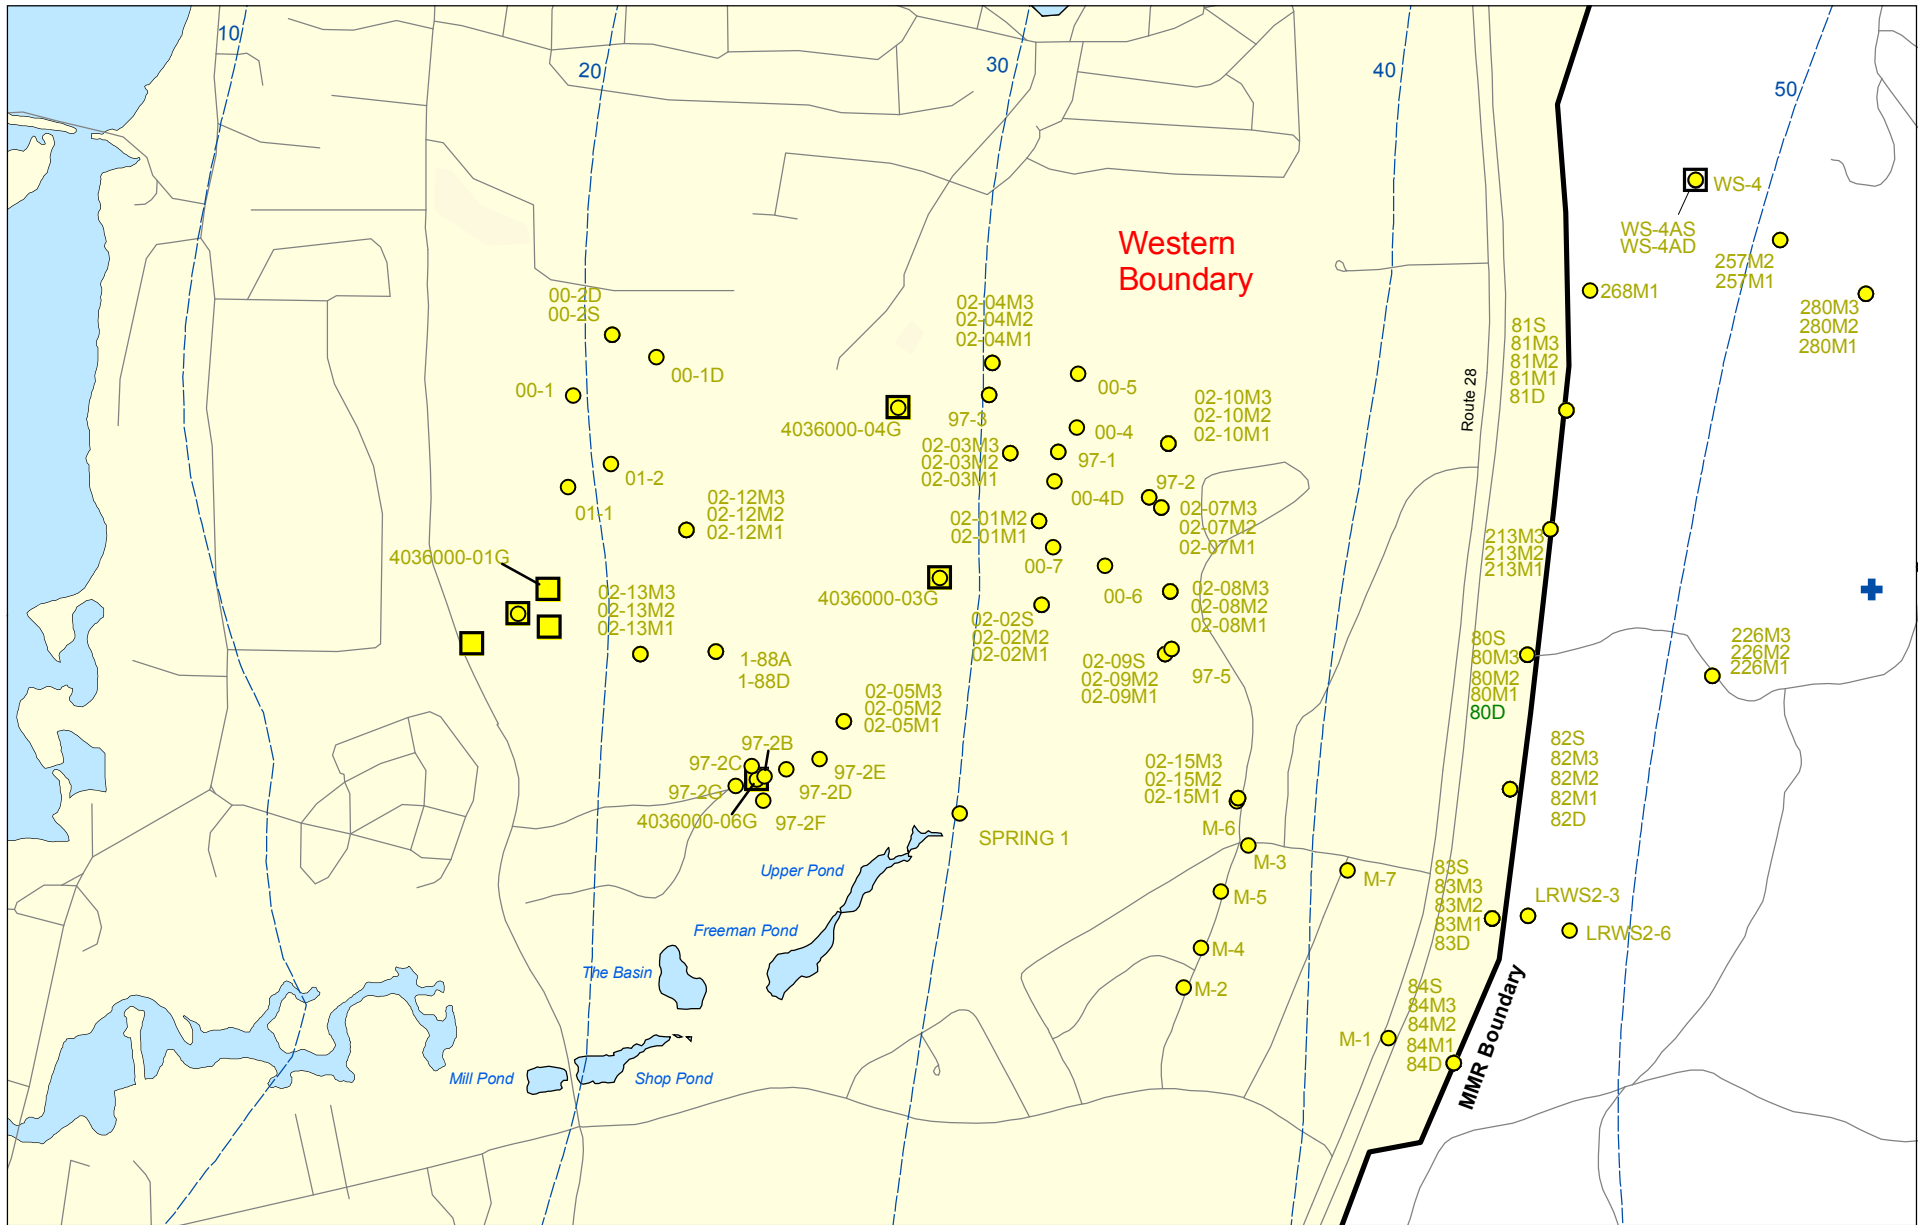 10
20
30
40
50
Western
Boundary
WS-4
WS-4AS
WS-4AD
257M2
257M1
268M1
280M3
280M2
280M1
00-2D
00-2S
00-1D
00-1
02-04M3
02-04M2
02-04M1
00-5
97-3
4036000-04G
02-10M3
02-10M2
02-10M1
00-4
97-1
02-03M3
02-03M2
02-03M1
00-4D
97-2
02-07M3
02-07M2
02-07M1
Route 28
81S
81M3
81M2
81M1
81D
01-2
01-1
02-12M3
02-12M2
02-12M1
02-01M2
02-01M1
00-7
00-6
213M3
213M2
213M1
4036000-01G
4036000-03G
02-13M3
02-13M2
02-13M1
02-08M3
02-08M2
02-08M1
02-02S
02-02M2
02-02M1
02-09S
02-09M2
02-09M1
97-5
80S
80M3
80M2
80M1
80D
226M3
226M2
226M1
1-88A
1-88D
02-05M3
02-05M2
02-05M1
97-2B
97-2C
97-2E
97-2G
97-2D
4036000-06G
97-2F
02-15M3
02-15M2
02-15M1
82S
82M3
82M2
82M1
82D
SPRING 1
M-6
M-3
M-7
M-5
M-4
M-2
M-1
83S
83M3
83M2
83M1
83D
LRWS2-3
LRWS2-6
Upper Pond
Freeman Pond
The Basin
Mill Pond
Shop Pond
84S
84M3
84M2
84M1
84D
MMR Boundary